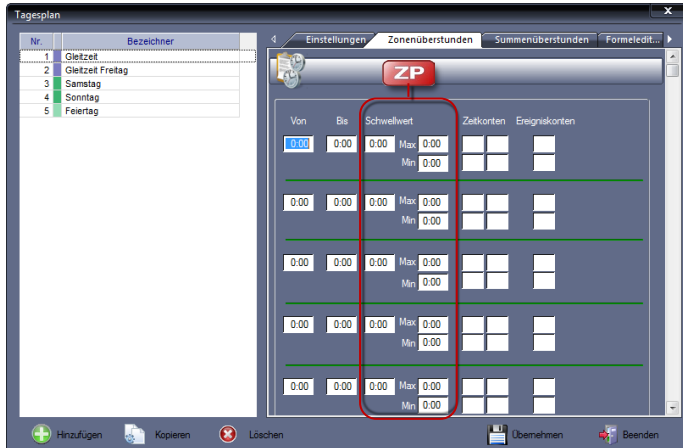 Tagesplan
x
Nr. Bezeichner
1 Gleitzeit
2 Gleitzeit Freitag
3 Samstag
4 Sonntag
5 Feiertag
Einstellungen Zonenüberstunden Summenüberstunden Formeledit...
ZP
Von Bis Schwellwert Zeitkonten Ereigniskonten
0:00 0:00 0:00 Max 0:00
Min 0:00
0:00 0:00 0:00 Max 0:00
Min 0:00
0:00 0:00 0:00 Max 0:00
Min 0:00
0:00 0:00 0:00 Max 0:00
Min 0:00
0:00 0:00 0:00 Max 0:00
Min 0:00
Hinzufügen Kopieren Löschen Übernehmen Beenden